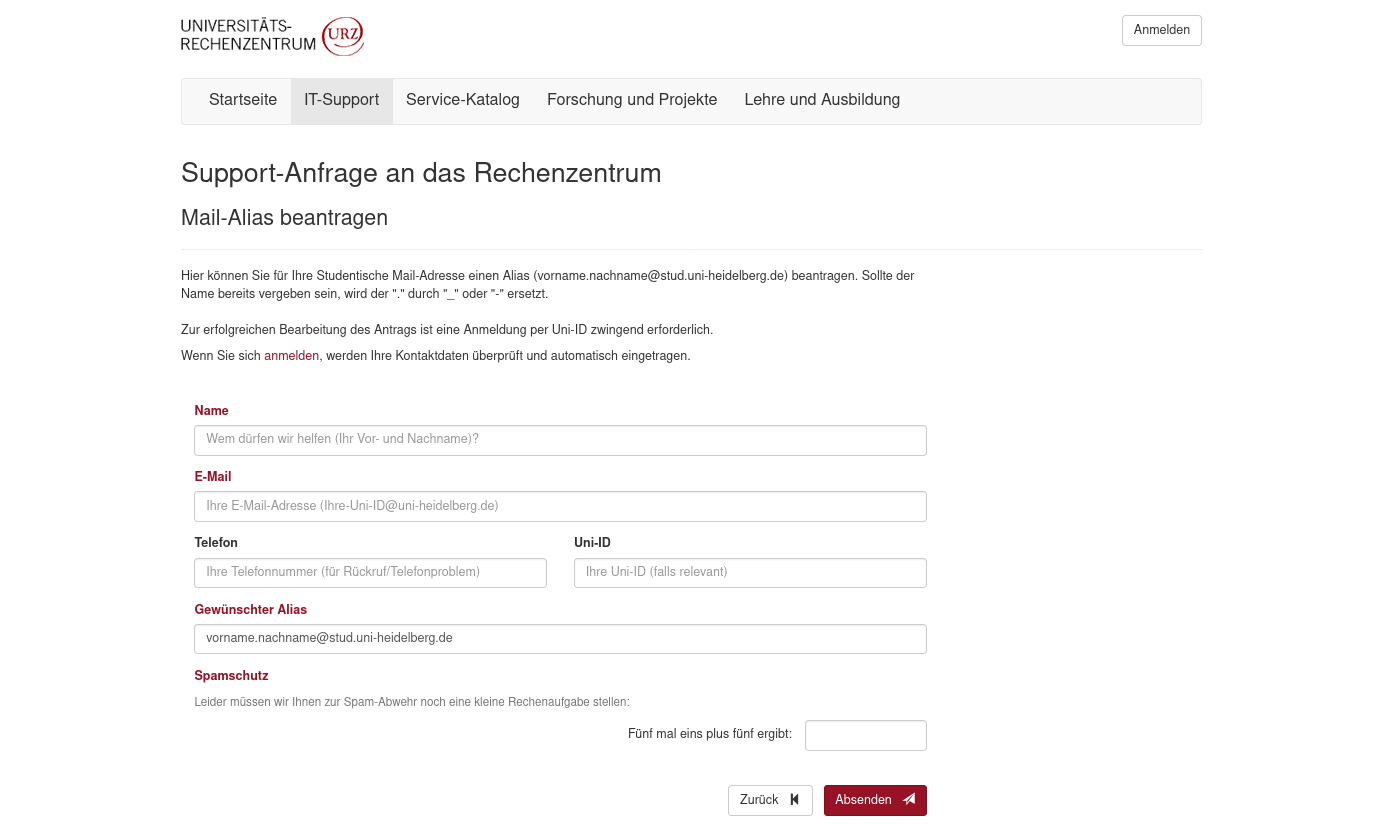 UNIVERSITÄTS-
RECHENZENTRUM URZ
Anmelden
Startseite IT-Support Service-Katalog Forschung und Projekte Lehre und Ausbildung
Support-Anfrage an das Rechenzentrum
Mail-Alias beantragen
Hier können Sie für Ihre Studentische Mail-Adresse einen Alias (vorname.nachname@stud.uni-heidelberg.de) beantragen. Sollte der
Name bereits vergeben sein, wird der "." durch "_" oder "-" ersetzt.
Zur erfolgreichen Bearbeitung des Antrags ist eine Anmeldung per Uni-ID zwingend erforderlich.
Wenn Sie sich anmelden, werden Ihre Kontaktdaten überprüft und automatisch eingetragen.
Name
Wem dürfen wir helfen (Ihr Vor- und Nachname)?
E-Mail
Ihre E-Mail-Adresse (Ihre-Uni-ID@uni-heidelberg.de)
Telefon Uni-ID
Ihre Telefonnummer (für Rückruf/Telefonproblem) Ihre Uni-ID (falls relevant)
Gewünschter Alias
vorname.nachname@stud.uni-heidelberg.de
Spamschutz
Leider müssen wir Ihnen zur Spam-Abwehr noch eine kleine Rechenaufgabe stellen:
Fünf mal eins plus fünf ergibt:
Zurück Absenden